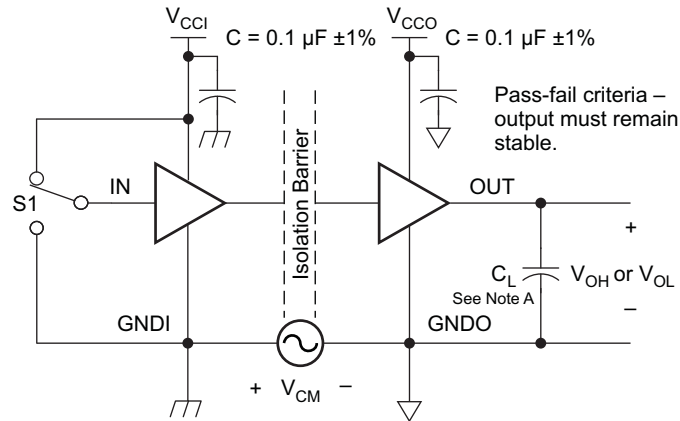 VCCI
C = 0.1 µF ±1%
VCCO
C = 0.1 µF ±1%
Pass-fail criteria –
output must remain
stable.
Isolation Barrier
S1
IN
OUT
+
CL
See Note A
VOH or VOL
–
GNDI
GNDO
+ VCM –